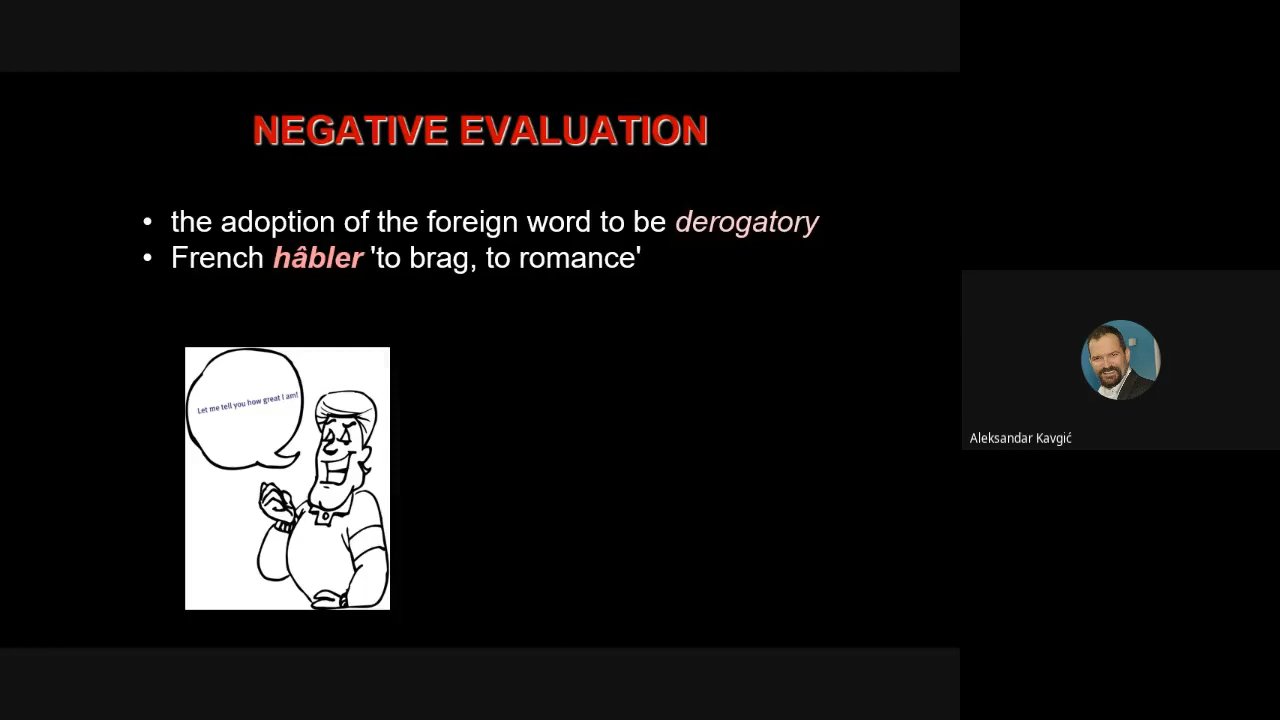 NEGATIVE EVALUATION
• the adoption of the foreign word to be derogatory
• French hâbler 'to brag, to romance'
Let me tell you how great I am!
Aleksandar Kavgić